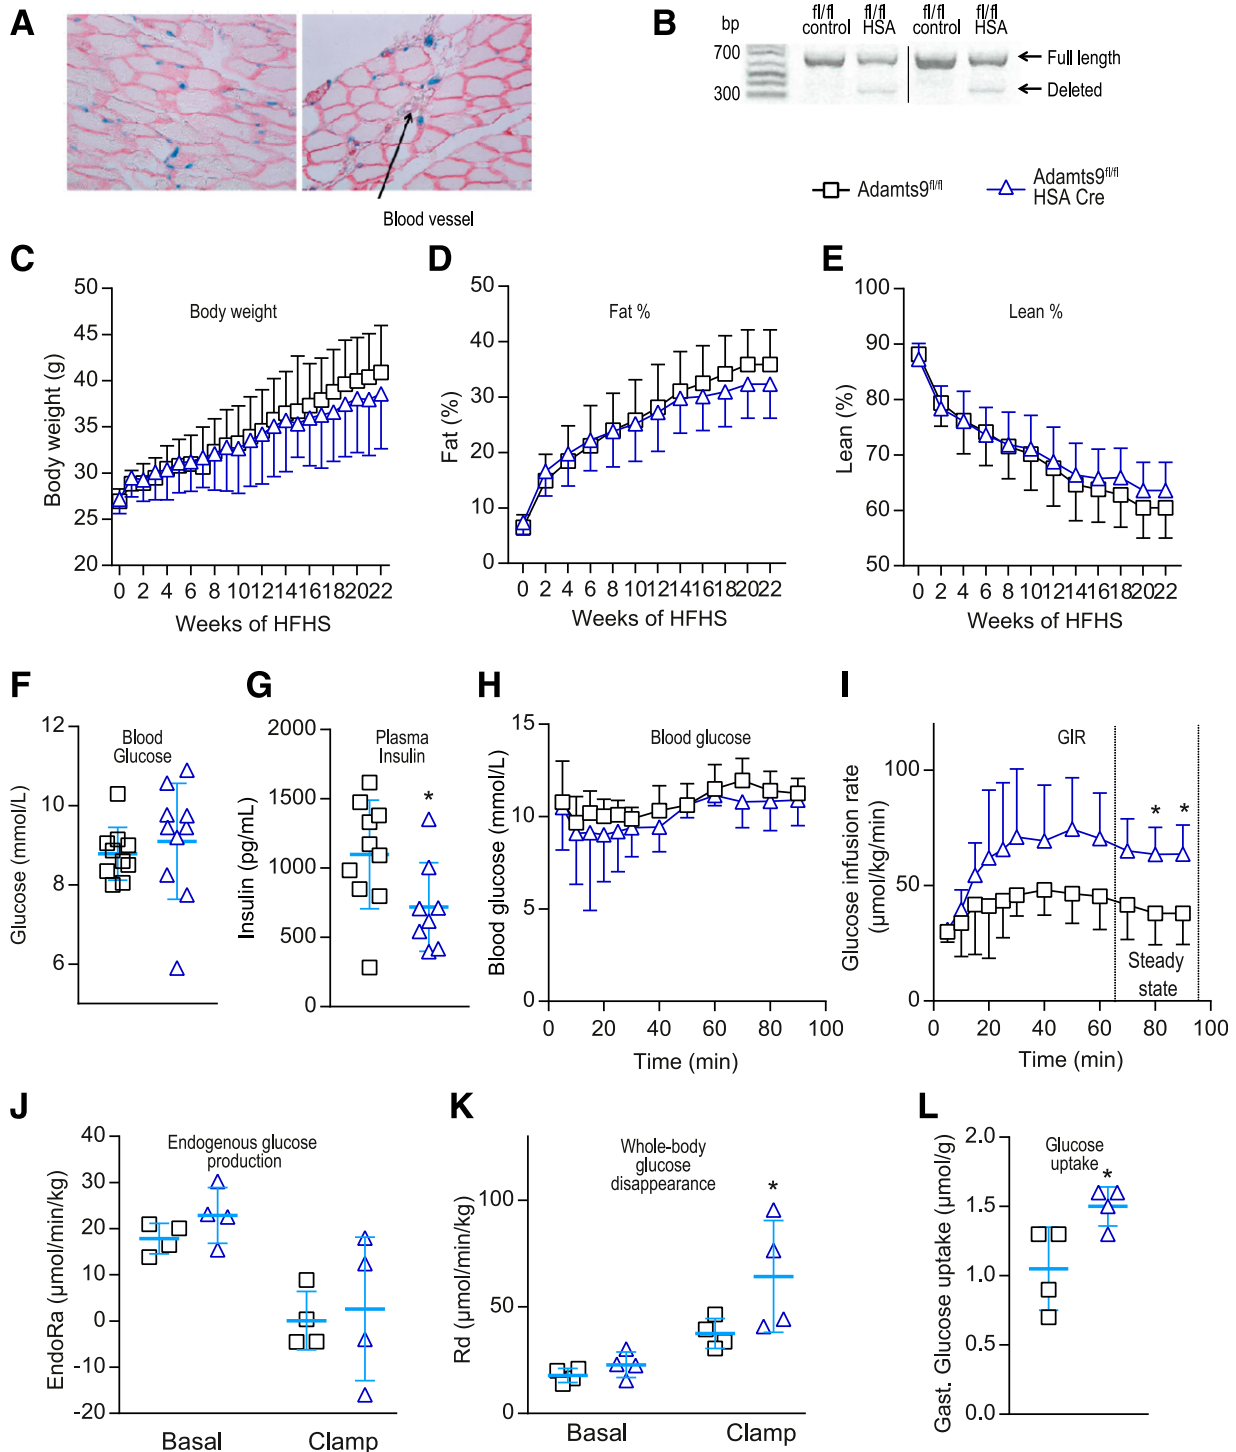 A
Blood vessel
B
bp
fl/fl
control
fl/fl
HSA
fl/fl
control
fl/fl
HSA
700
300
Full length
Deleted
Adamts9fl/fl
Adamts9fl/fl
HSA Cre
C
Body weight
Body weight (g)
50
45
40
35
30
25
20
0 2 4 6 8 10 12 14 16 18 20 22
Weeks of HFHS
D
Fat %
Fat (%)
50
40
30
20
10
0
0 2 4 6 8 10 12 14 16 18 20 22
Weeks of HFHS
E
Lean %
Lean (%)
100
90
80
70
60
50
0 2 4 6 8 10 12 14 16 18 20 22
Weeks of HFHS
F
Blood
Glucose
Glucose (mmol/L)
12
10
8
6
G
Plasma
Insulin
Insulin (pg/mL)
2000
1500
1000
500
0
*
H
Blood glucose
Blood glucose (mmol/L)
15
10
5
0
0 20 40 60 80 100
Time (min)
I
GIR
Glucose infusion rate
(μmol/kg/min)
100
50
0
* *
Steady
state
0 20 40 60 80 100
Time (min)
J
Endogenous glucose
production
EndoRa (μmol/min/kg)
40
30
20
10
0
-10
-20
Basal Clamp
K
Whole-body
glucose
disappearance
Rd (μmol/min/kg)
100
50
0
*
Basal Clamp
L
Glucose
uptake
*
Gast. Glucose uptake (μmol/g)
2.0
1.5
1.0
0.5
0.0